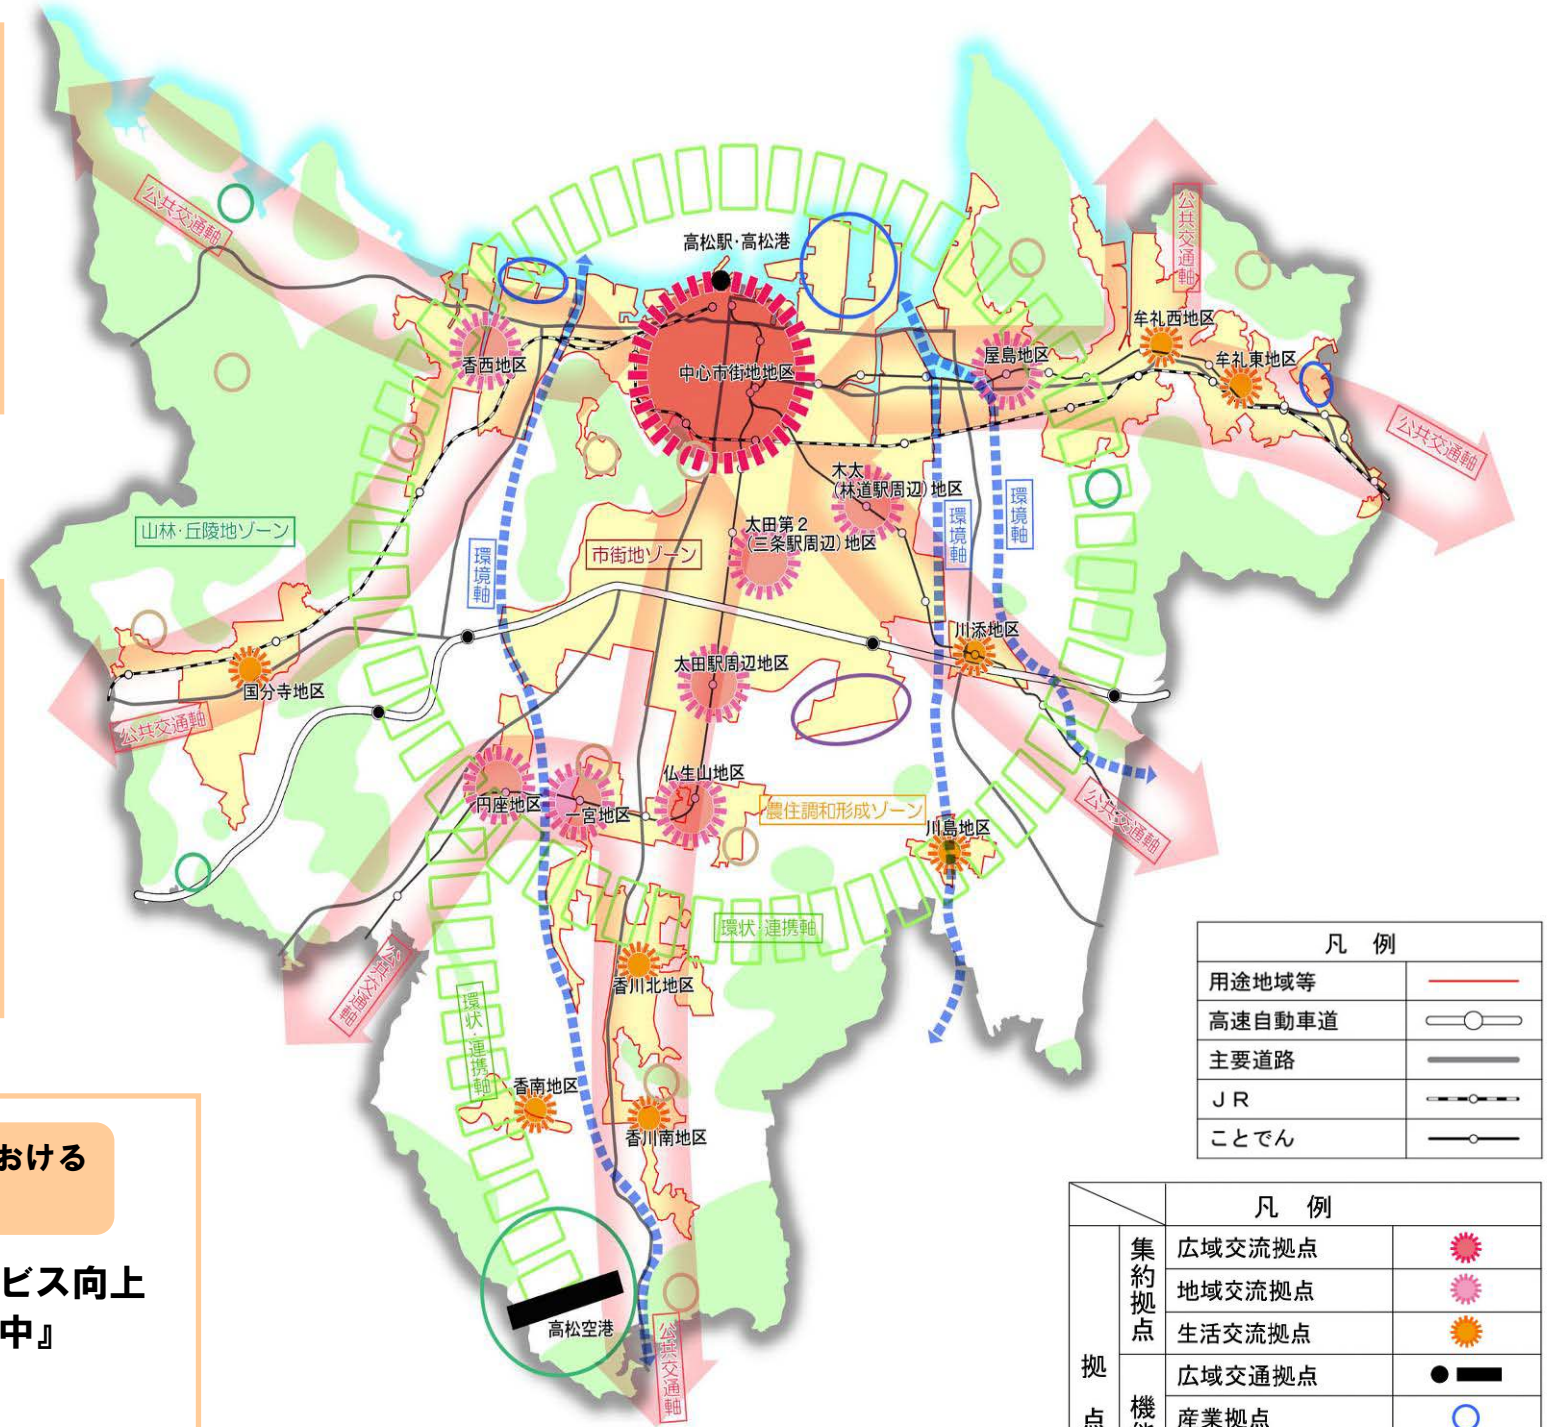 公共交通軸
公共交通軸
高松駅・高松港
牟礼西地区
牟礼東地区
屋島地区
香西地区
中心市街地地区
公共交通軸
木太
(林道駅周辺)地区
環境軸
環境軸
太田第2
(三条駅周辺)地区
山林・丘陵地ゾーン
市街地ゾーン
環境軸
川添地区
太田駅周辺地区
国分寺地区
公共交通軸
仏生山地区
円座地区
一宮地区
農住調和形成ゾーン
川島地区
公共交通軸
環状・連携軸
公共交通軸
香川北地区
環状・連携軸
香南地区
香川南地区
高松空港
公共交通軸
おける
ビス向上
中』
凡 例
用途地域等
高速自動車道
主要道路
JR
ことでん
凡 例
拠点
集約拠点
広域交流拠点
地域交流拠点
生活交流拠点
広域交通拠点
産業拠点